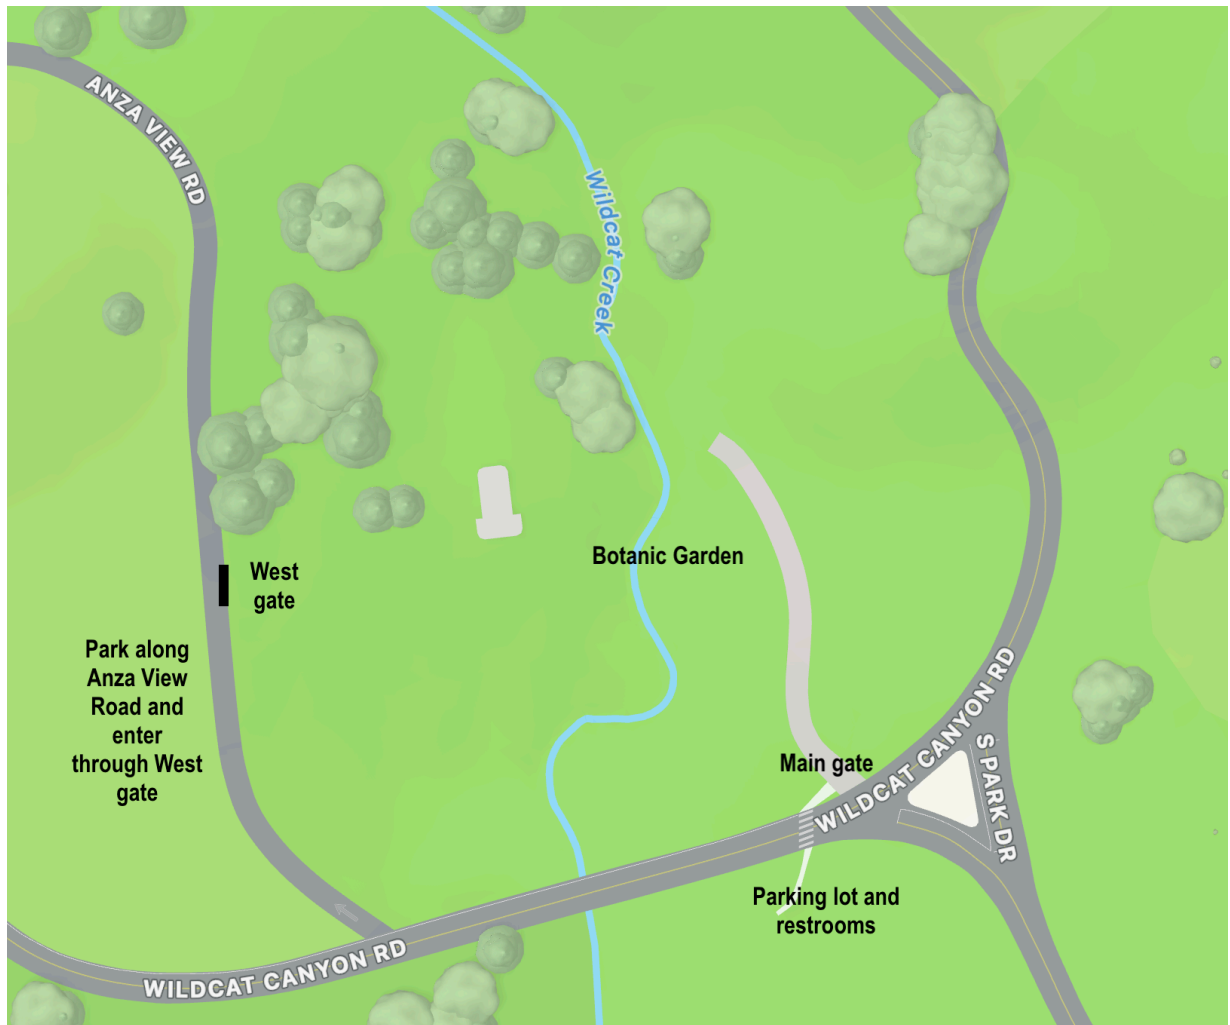 ANZA VIEW RD
Wildcat Creek
Botanic Garden
West
gate
Park along
Anza View
Road and
enter
through West
gate
WILDCAT CANYON RD
Main gate
S PARK DR
Parking lot and
restrooms
WILDCAT CANYON RD